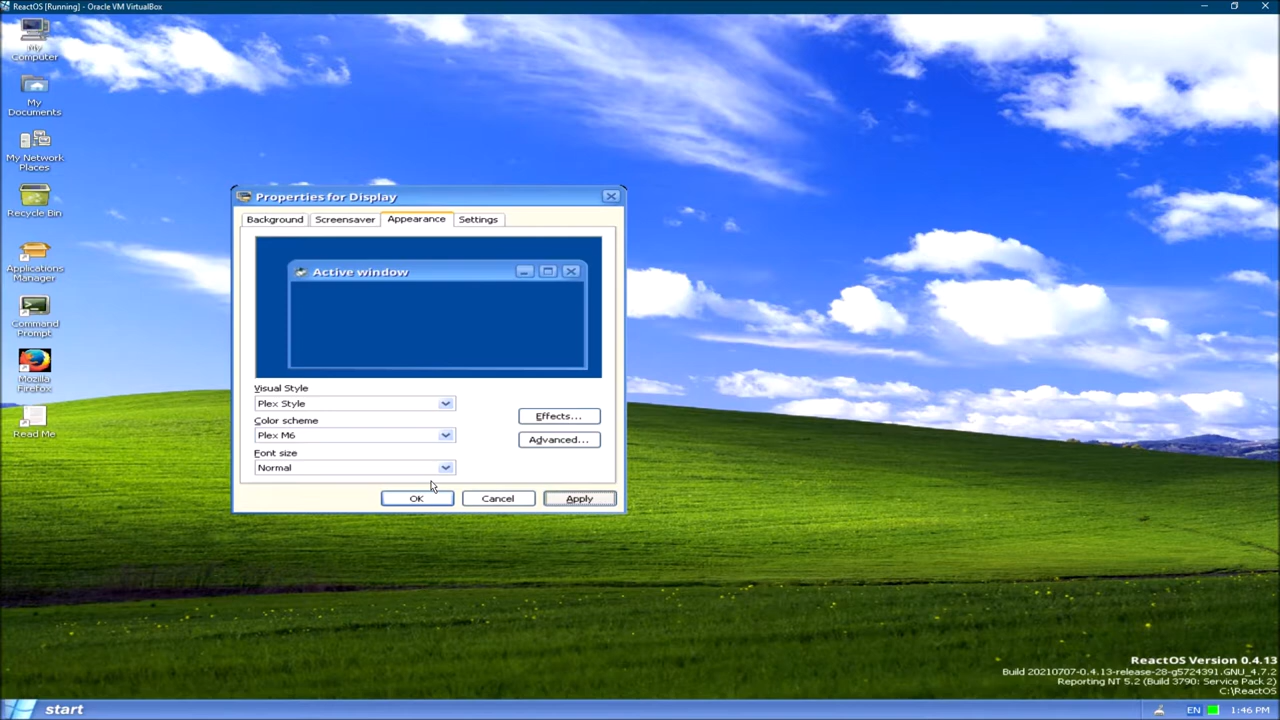 ReactOS [Running] - Oracle VM VirtualBox
My
Computer
My
Documents
My Network
Places
Recycle Bin
Applications
Manager
Command
Prompt
Mozilla
Firefox
Read Me
Properties for Display
Background
Screensaver
Appearance
Settings
Active window
Visual Style
Plex Style
Color scheme
Plex M6
Font size
Normal
Effects...
Advanced...
OK
Cancel
Apply
ReactOS Version 0.4.13
Build 20210707-0.4.13-release-28-g5724391.GNU_4.7.2
Reporting NT 5.2 (Build 3790: Service Pack 2)
C:\ReactOS
start
EN
1:46 PM